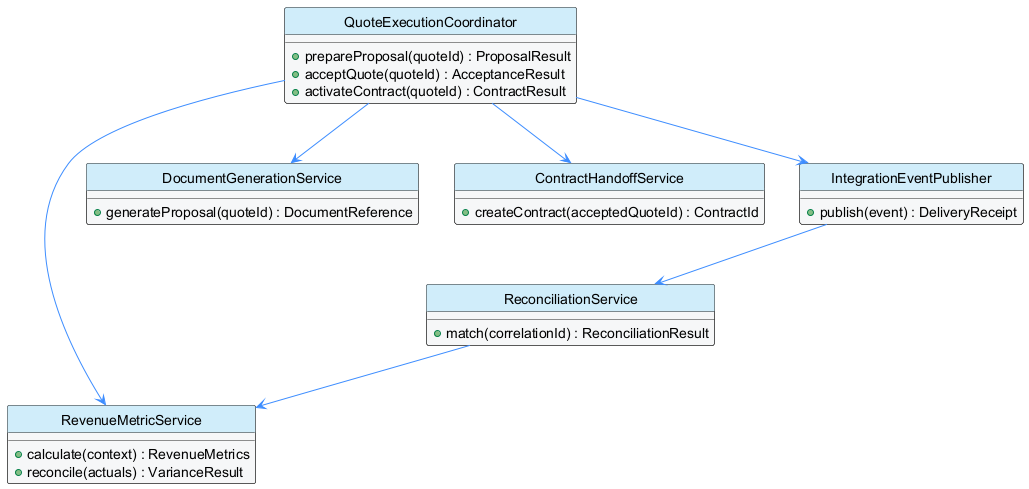 QuoteExecutionCoordinator
prepareProposal(quoteId) : ProposalResult
acceptQuote(quoteId) : AcceptanceResult
activateContract(quoteId) : ContractResult
DocumentGenerationService
generateProposal(quoteId) : DocumentReference
ContractHandoffService
createContract(acceptedQuoteId) : ContractId
IntegrationEventPublisher
publish(event) : DeliveryReceipt
ReconciliationService
match(correlationId) : ReconciliationResult
RevenueMetricService
calculate(context) : RevenueMetrics
reconcile(actuals) : VarianceResult